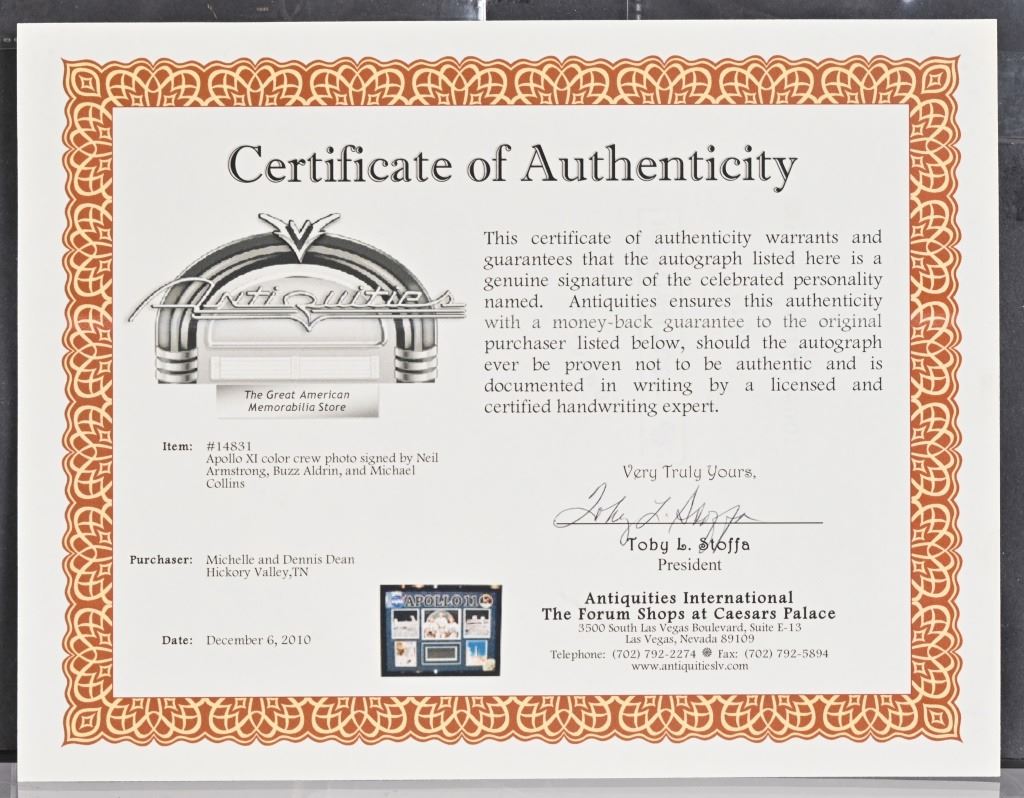 Certificate of Authenticity
Antiquities
The Great American
Memorabilia Store
This certificate of authenticity warrants and
guarantees that the autograph listed here is a
genuine signature of the celebrated personality
named. Antiquities ensures this authenticity
with a money-back guarantee to the original
purchaser listed below, should the autograph
ever be proven not to be authentic and is
documented in writing by a licensed and
certified handwriting expert.
Item: #14831
Apollo XI color crew photo signed by Neil
Armstrong, Buzz Aldrin, and Michael
Collins
Very Truly Yours,
Toby L. Stoffa
Toby L. Stoffa
President
Purchaser: Michelle and Dennis Dean
Hickory Valley,TN
APOLLO 11
Date: December 6, 2010
Antiquities International
The Forum Shops at Caesars Palace
3500 South Las Vegas Boulevard, Suite E-13
Las Vegas, Nevada 89109
Telephone: (702) 792-2274 Fax: (702) 792-5894
www.antiquitieslv.com